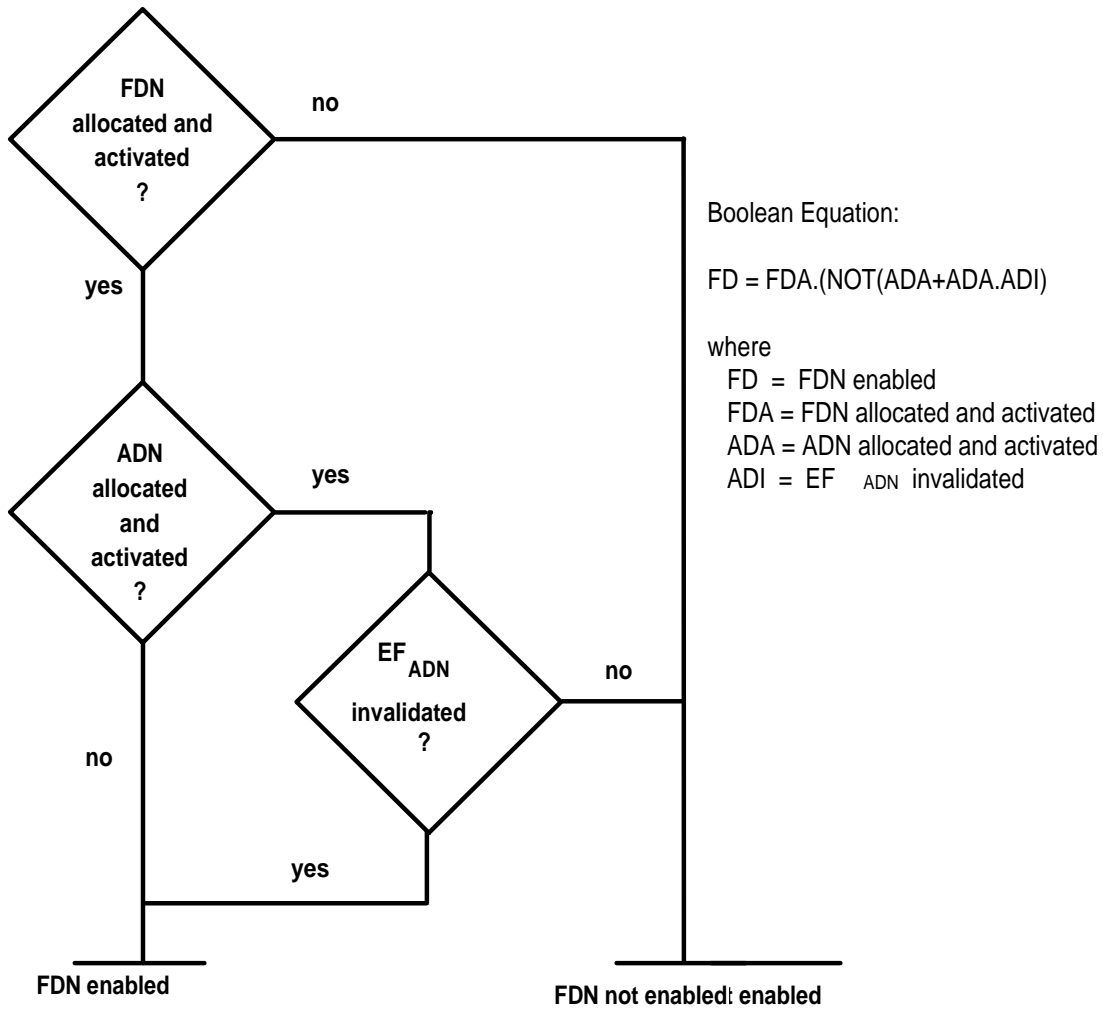 FDN
allocated and
activated
?
no
yes
Boolean Equation:
FD = FDA.(NOT(ADA+ADA.ADI)
where
FD = FDN enabled
FDA = FDN allocated and activated
ADA = ADN allocated and activated
ADI = EF ADN invalidated
ADN
allocated
and
activated
?
yes
no
EF ADN
invalidated
?
no
yes
FDN enabled
FDN not enabled enabled